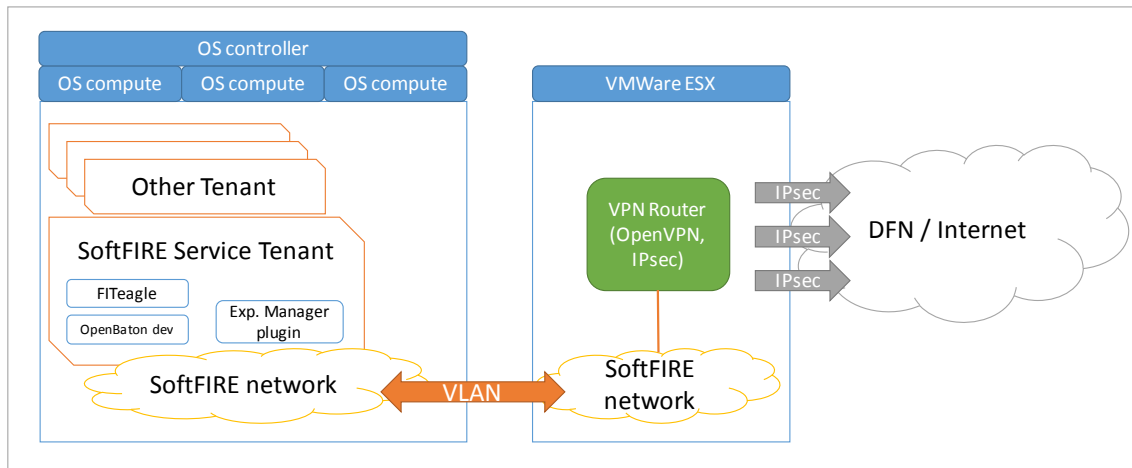 OS controller
OS compute
OS compute
OS compute
VMWare ESX
Other Tenant
SoftFIRE Service Tenant
FITeagle
OpenBaton dev
Exp. Manager
plugin
SoftFIRE network
VLAN
VPN Router
(OpenVPN,
IPsec)
SoftFIRE
network
IPsec
IPsec
IPsec
DFN / Internet